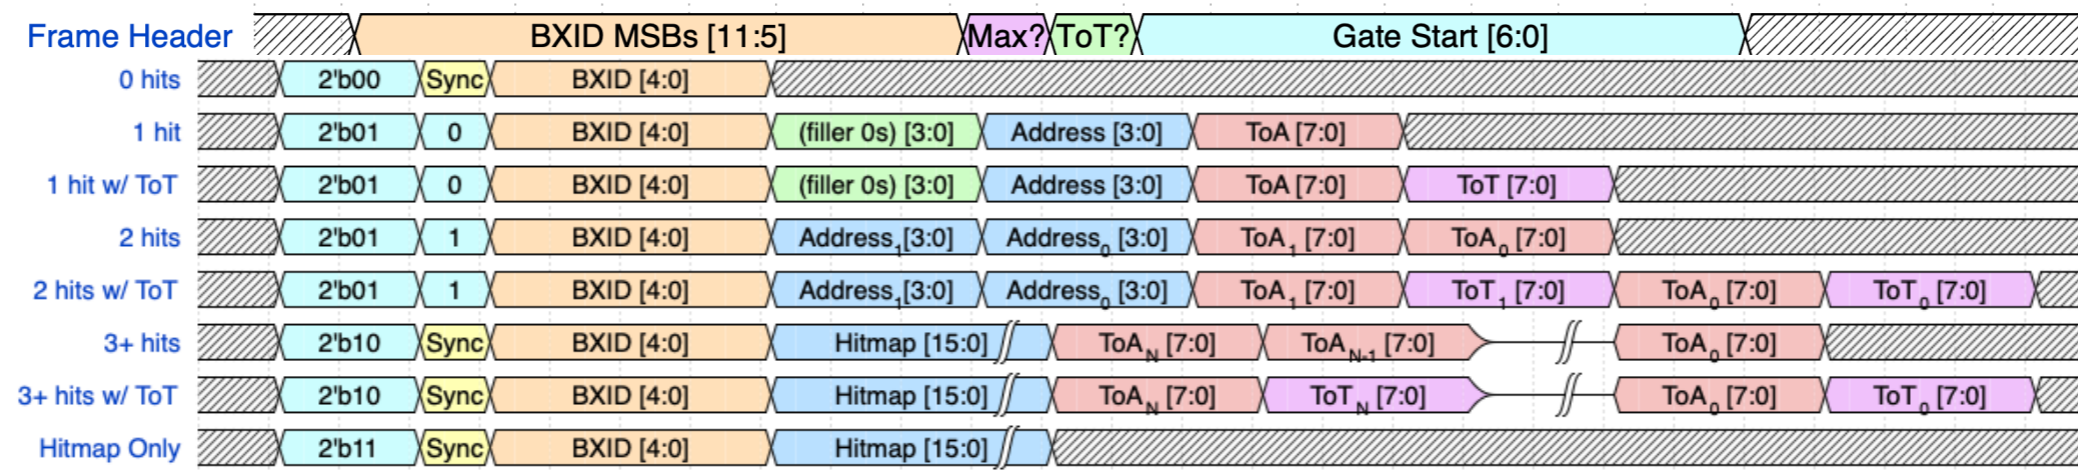 Frame Header BXID MSBs [11:5] Max? ToT? Gate Start [6:0]
0 hits 2'b00 Sync BXID [4:0]
1 hit 2'b01 0 BXID [4:0] (filler 0s) [3:0] Address [3:0] ToA [7:0]
1 hit w/ ToT 2'b01 0 BXID [4:0] (filler 0s) [3:0] Address [3:0] ToA [7:0] ToT [7:0]
2 hits 2'b01 1 BXID [4:0] Address₁[3:0] Address₀ [3:0] ToA₁ [7:0] ToA₀ [7:0]
2 hits w/ ToT 2'b01 1 BXID [4:0] Address₁[3:0] Address₀ [3:0] ToA₁ [7:0] ToT₁ [7:0] ToA₀ [7:0] ToT₀ [7:0]
3+ hits 2'b10 Sync BXID [4:0] Hitmap [15:0] ToA_N [7:0] ToA_N-1 [7:0] ToA₀ [7:0]
3+ hits w/ ToT 2'b10 Sync BXID [4:0] Hitmap [15:0] ToA_N [7:0] ToT_N [7:0] ToA₀ [7:0] ToT₀ [7:0]
Hitmap Only 2'b11 Sync BXID [4:0] Hitmap [15:0]